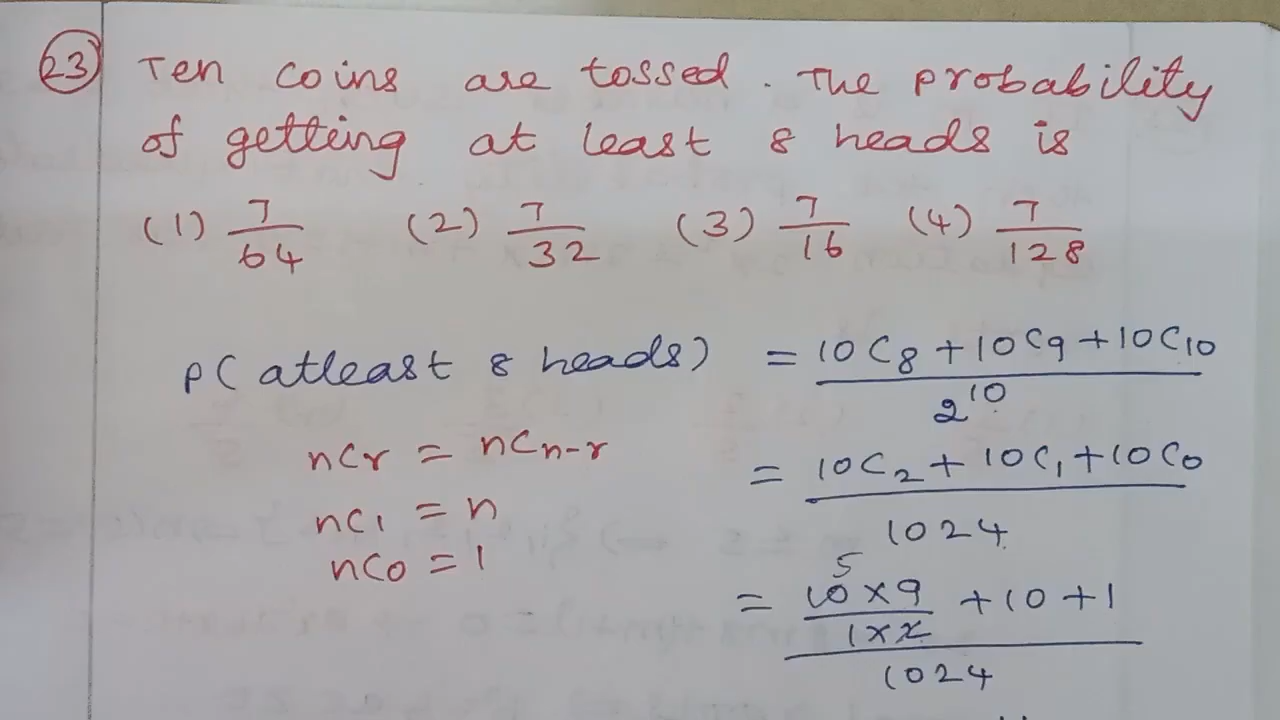 23 Ten coins are tossed. The probability
of getting at least 8 heads is
(1) 7/64 (2) 7/32 (3) 7/16 (4) 7/128
P(atleast 8 heads) = 10C8 + 10C9 + 10C10
2^10
nCr = nCn-r
= 10C2 + 10C1 + 10C0
1024
nC1 = n
nC0 = 1
5
= 10×9 + 10 + 1
1×2
1024